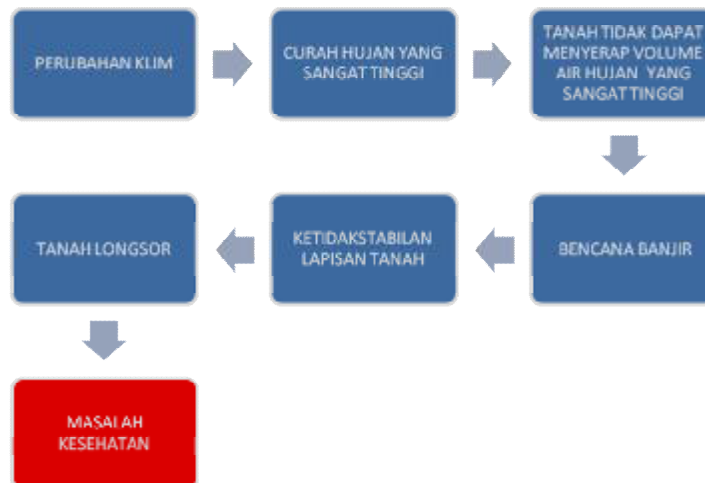 PERUBAHAN KLIM
CURAH HUJAN YANG
SANGAT TINGGI
TANAH TIDAK DAPAT
MENYERAP VOLUME
AIR HUJAN YANG
SANGAT TINGGI
BENCANA BANJIR
KETIDAKSTABILAN
LAPISAN TANAH
TANAH LONGSOR
MASALAH
KESEHATAN